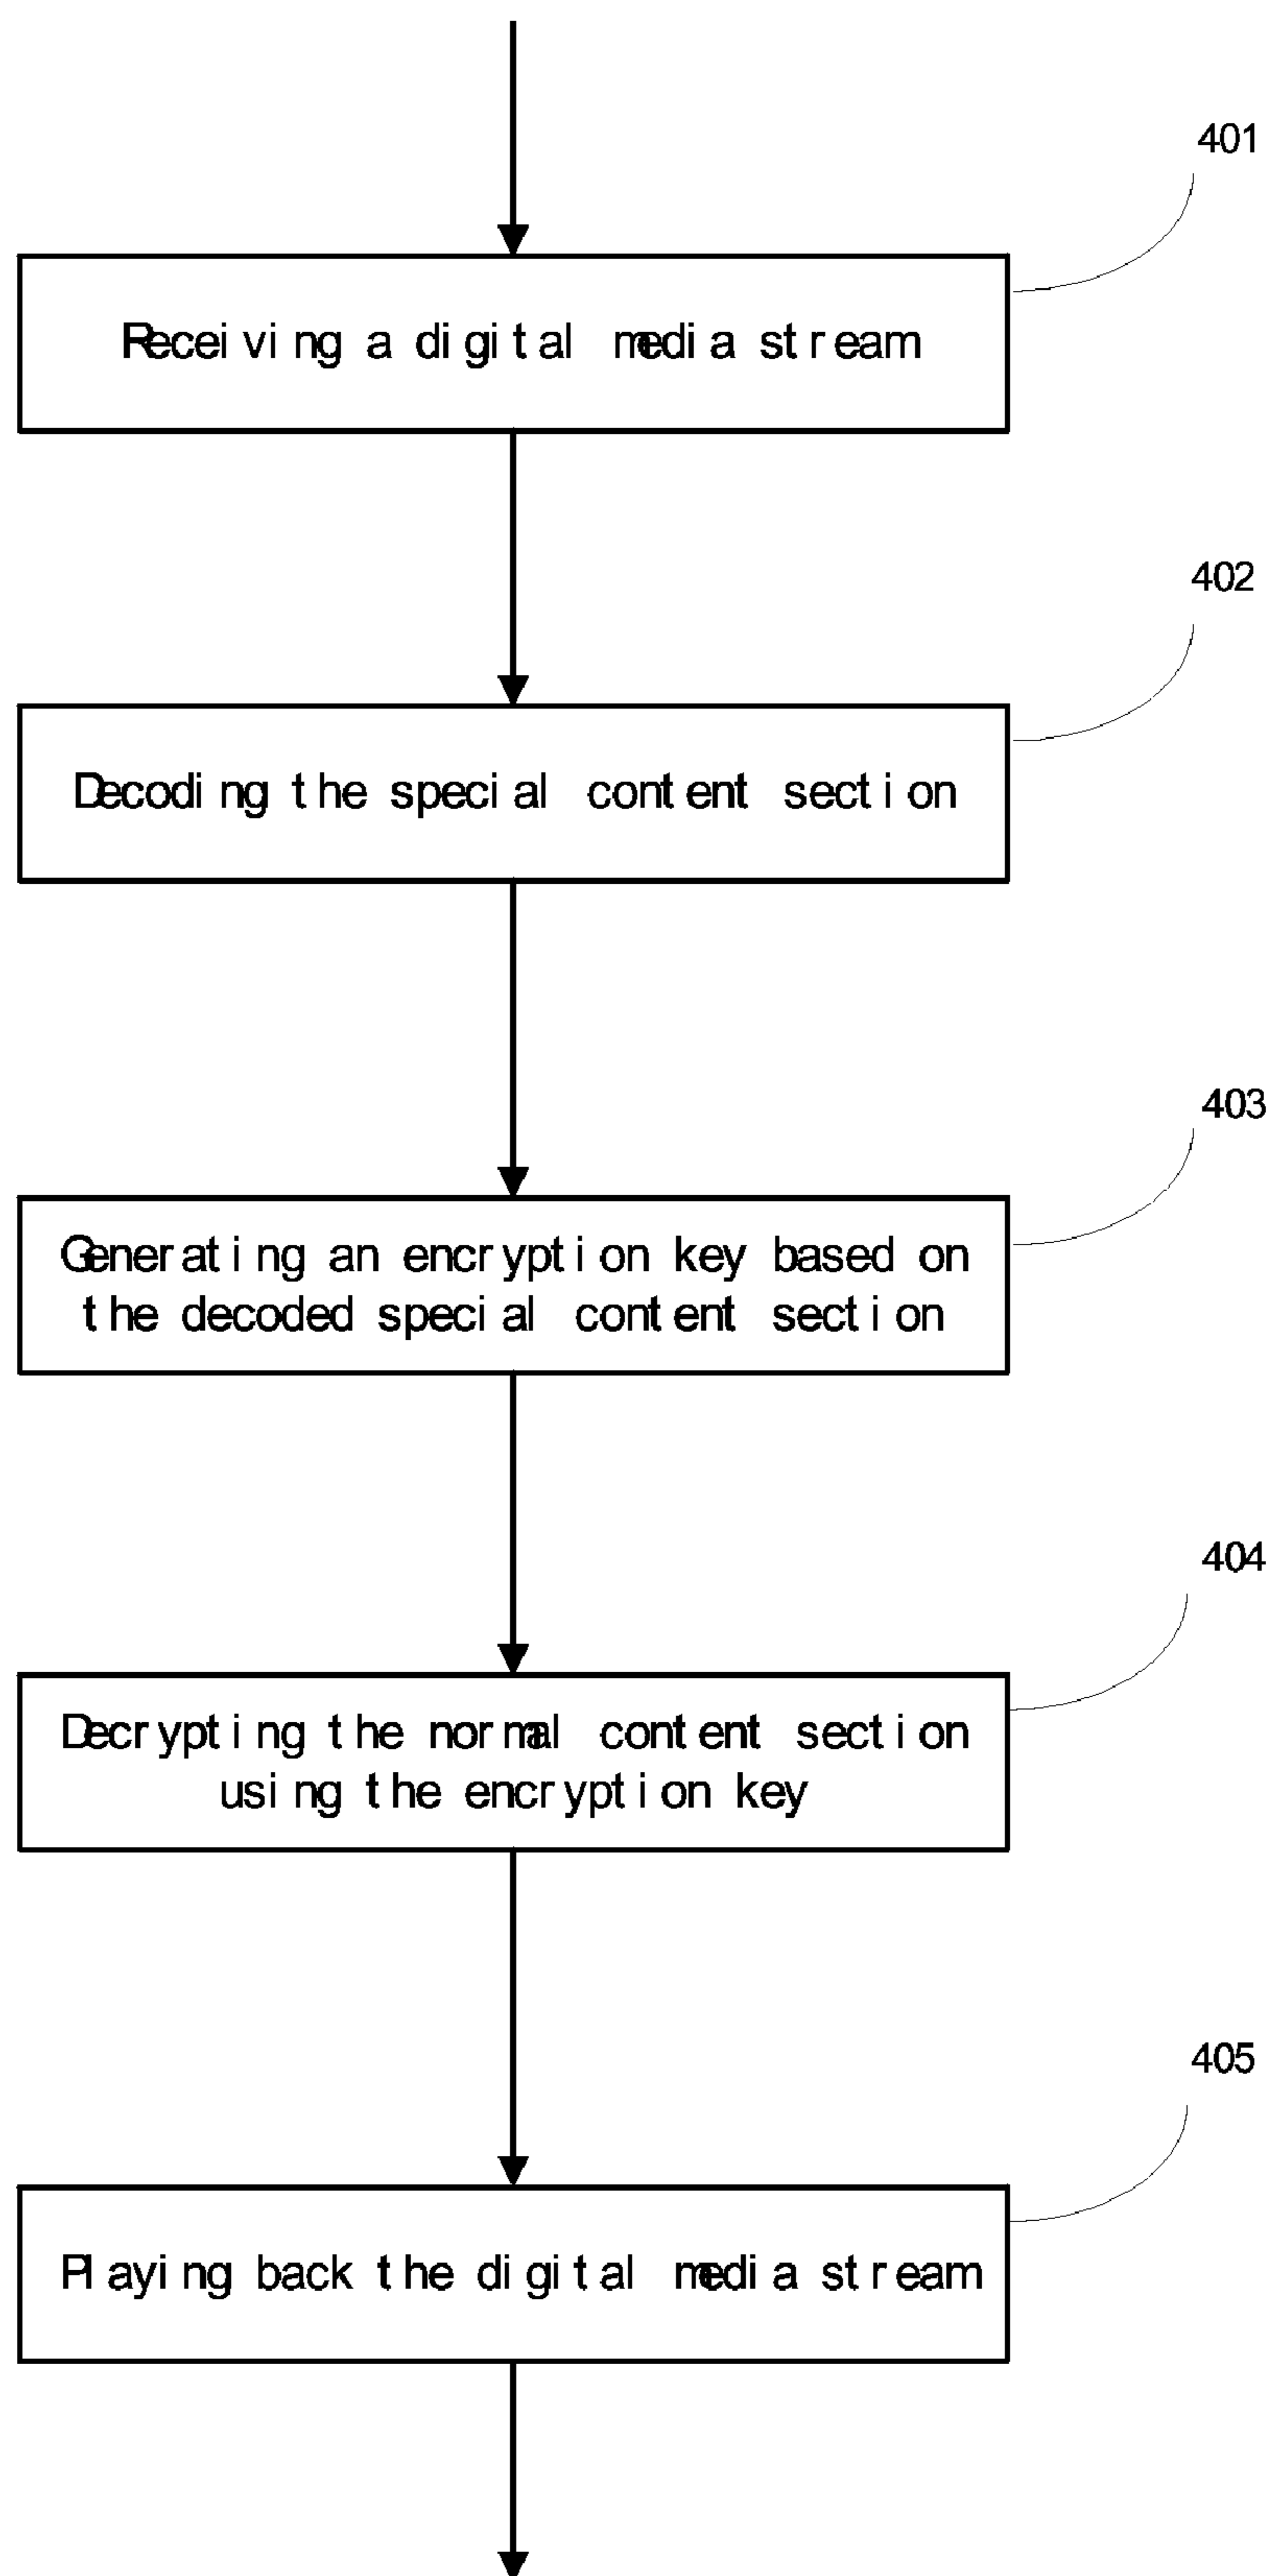 401
Receiving a digital media stream
402
Decoding the special content section
403
Generating an encryption key based on
the decoded special content section
404
Decrypting the normal content section
using the encryption key
405
Playing back the digital media stream